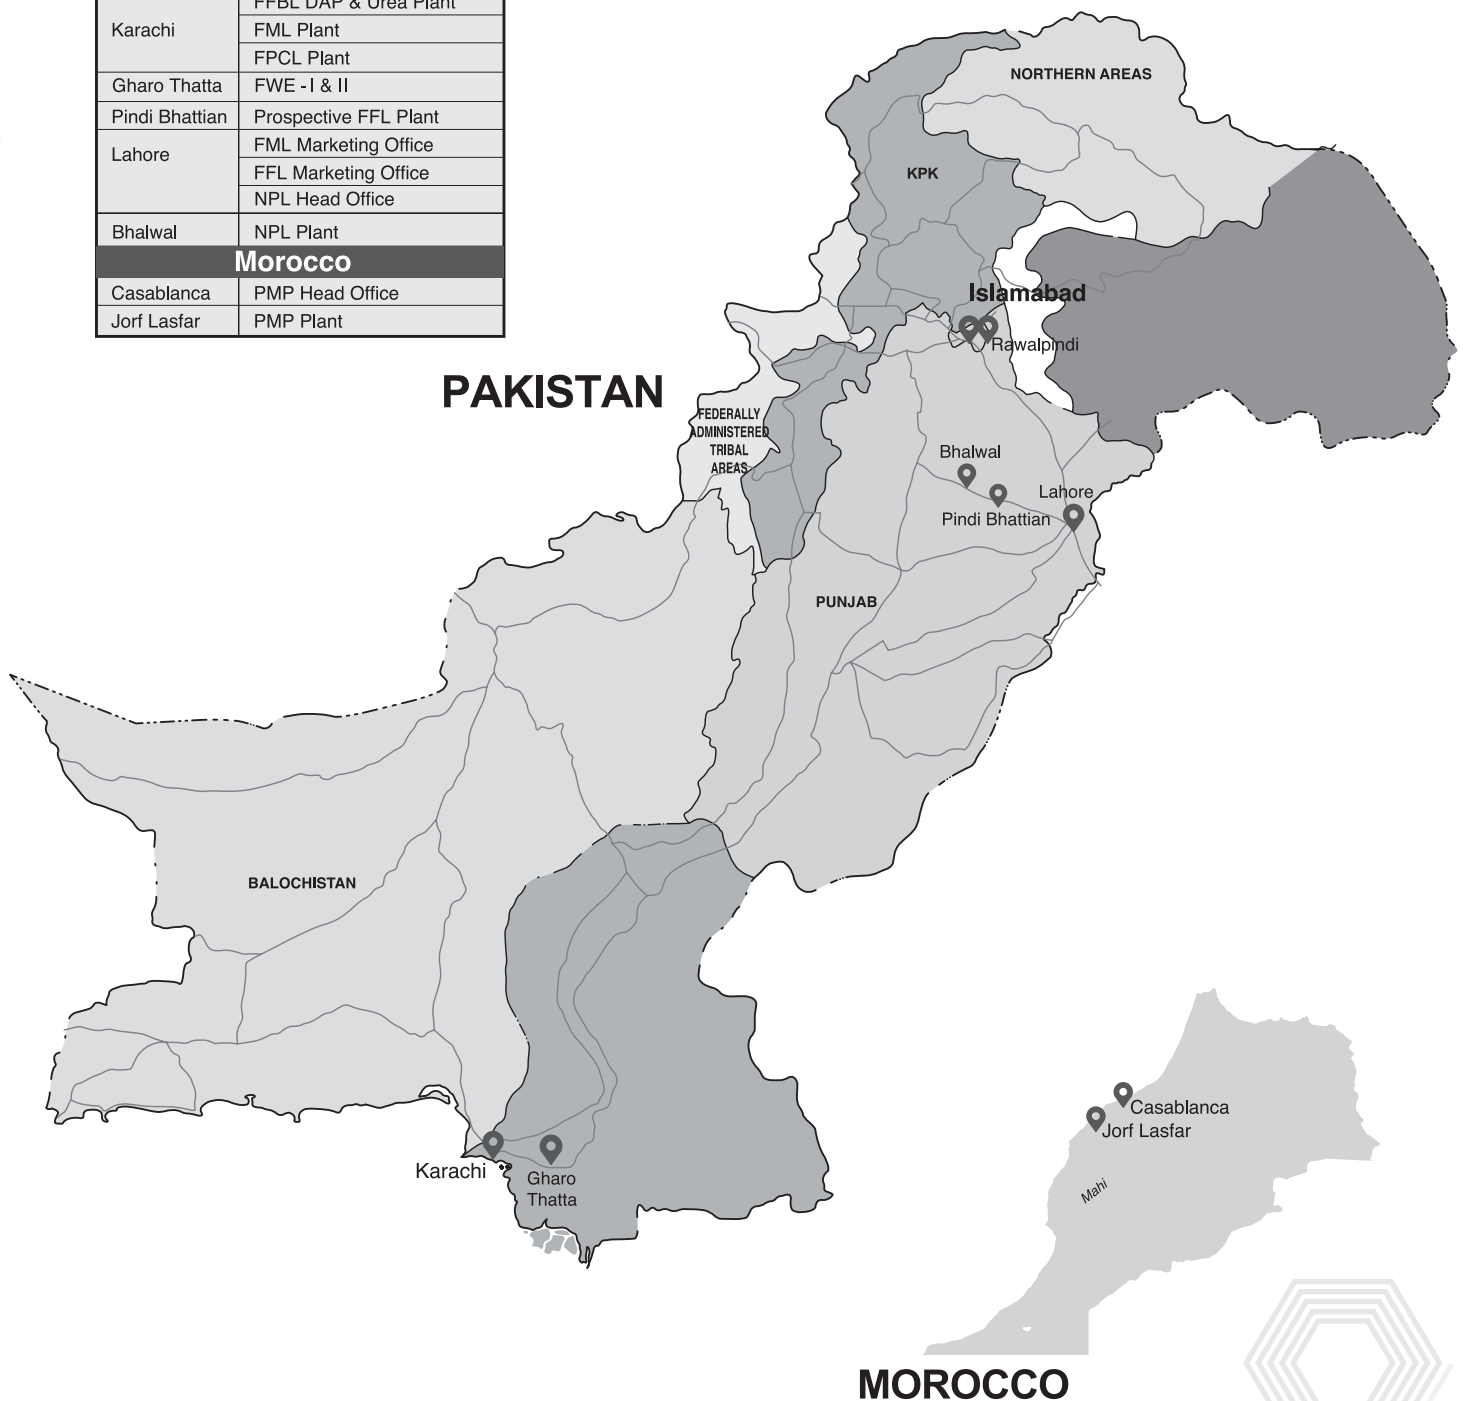 FFBL DAP & Urea Plant
Karachi
FML Plant
FPCL Plant
Gharo Thatta
FWE - I & II
Pindi Bhattian
Prospective FFL Plant
Lahore
FML Marketing Office
FFL Marketing Office
NPL Head Office
Bhalwal
NPL Plant
Morocco
Casablanca
PMP Head Office
Jorf Lasfar
PMP Plant
NORTHERN AREAS
KPK
Islamabad
Rawalpindi
PAKISTAN
FEDERALLY
ADMINISTERED
TRIBAL
AREAS
Bhalwal
Lahore
Pindi Bhattian
PUNJAB
BALOCHISTAN
Karachi
Gharo
Thatta
Casablanca
Jorf Lasfar
Mahi
MOROCCO